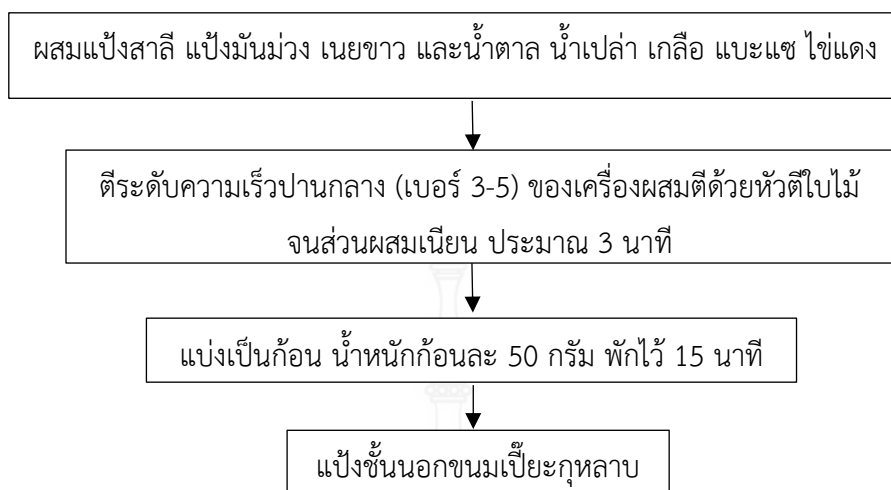 ผสมแป้งสาลี แป้งมันม่วง เนยขาว และน้ำตาล น้ำเปล่า เกลือ แบะแซ ไข่แดง
ตีระดับความเร็วปานกลาง (เบอร์ 3-5) ของเครื่องผสมตีด้วยหัวตีใบไม้
จนส่วนผสมเนียน ประมาณ 3 นาที
แบ่งเป็นก้อน น้ำหนักก้อนละ 50 กรัม พักไว้ 15 นาที
แป้งชั้นนอกขนมเปี๊ยะกุหลาบ